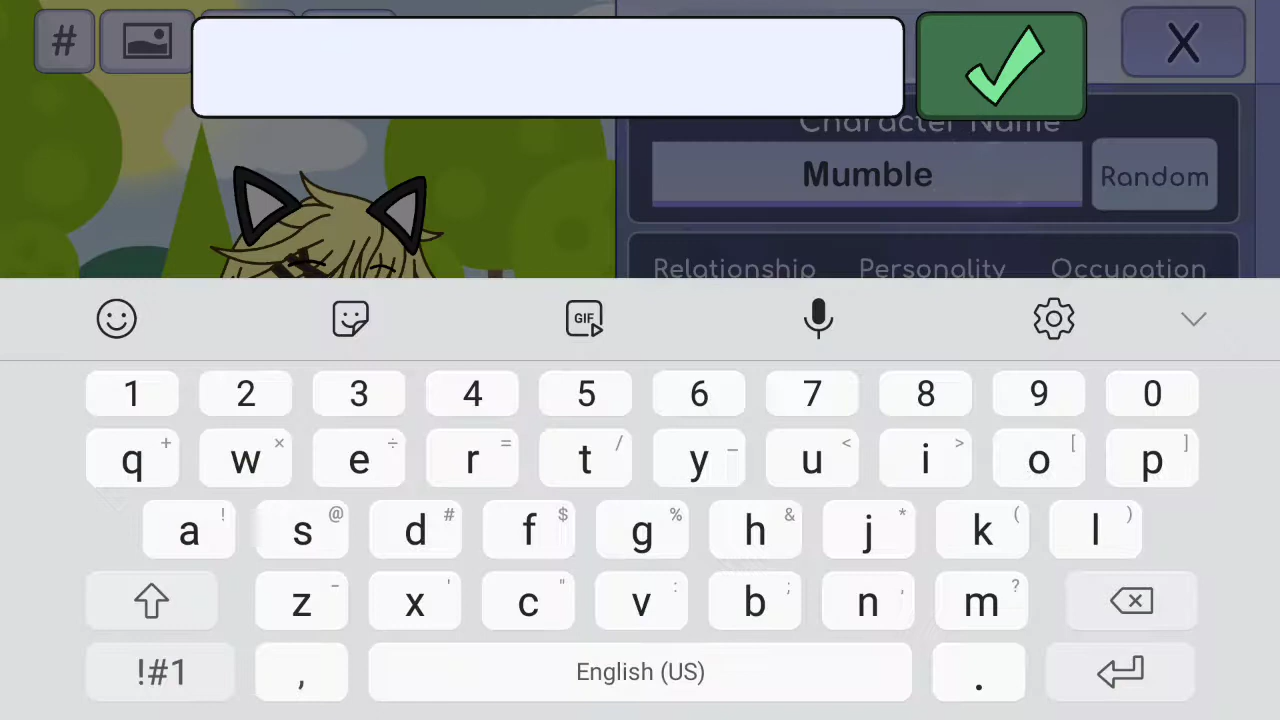 #
X
Character Name
Mumble
Random
Relationship Personality Occupation
GIF
1 2 3 4 5 6 7 8 9 0
q + w × e ÷ r = t / y _ u < i > o [ p ]
a ! s @ d # f $ g % h & j * k ( l )
z - x ' c " v : b ; n , m ?
!#1 , English (US) .